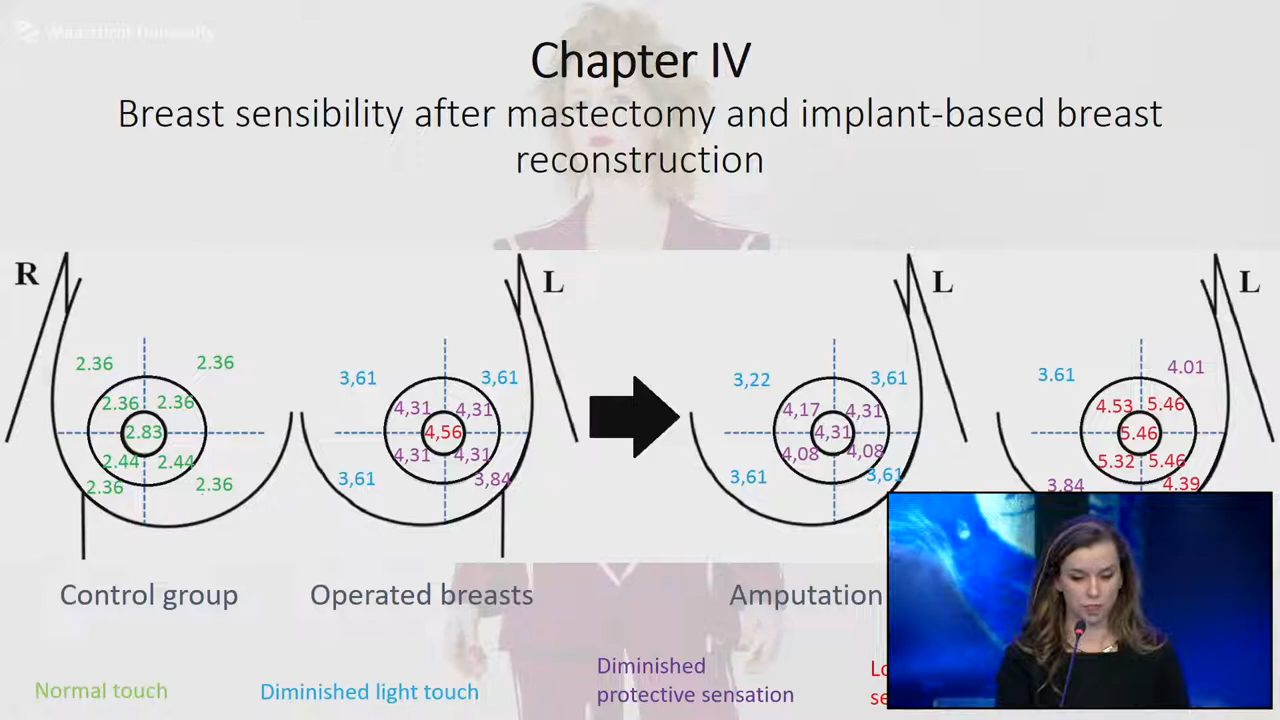 Maastricht University
Chapter IV
Breast sensibility after mastectomy and implant-based breast
reconstruction
R
L
L
L
2.36 2.36
2.36 2.36
2.83
2.44 2.44
2.36 2.36
3,61 3,61
4,31 4,31
4,56
4,31 4,31
3,61 3,84
3,22 3,61
4,17 4,31
4,31
4,08 4,08
3,61 3,61
3.61 4.01
4.53 5.46
5.46
5.32 5.46
3,84 4.39
Control group
Operated breasts
Amputation
Normal touch
Diminished light touch
Diminished
protective sensation